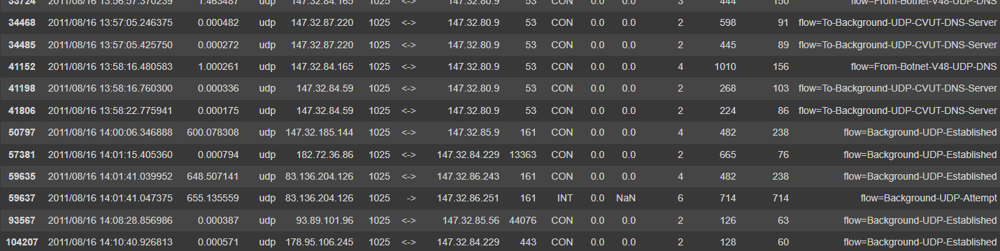 33724 2011/08/16 13:56:57.370239 1.463487 udp 147.32.84.165 1025 <-> 147.32.80.9 53 CON 0.0 0.0 3 444 150 flow=From-Botnet-V48-UDP-DNS
34468 2011/08/16 13:57:05.246375 0.000482 udp 147.32.87.220 1025 <-> 147.32.80.9 53 CON 0.0 0.0 2 598 91 flow=To-Background-UDP-CVUT-DNS-Server
34485 2011/08/16 13:57:05.425750 0.000272 udp 147.32.87.220 1025 <-> 147.32.80.9 53 CON 0.0 0.0 2 445 89 flow=To-Background-UDP-CVUT-DNS-Server
41152 2011/08/16 13:58:16.480583 1.000261 udp 147.32.84.165 1025 <-> 147.32.80.9 53 CON 0.0 0.0 4 1010 156 flow=From-Botnet-V48-UDP-DNS
41198 2011/08/16 13:58:16.760300 0.000336 udp 147.32.84.59 1025 <-> 147.32.80.9 53 CON 0.0 0.0 2 268 103 flow=To-Background-UDP-CVUT-DNS-Server
41806 2011/08/16 13:58:22.775941 0.000175 udp 147.32.84.59 1025 <-> 147.32.80.9 53 CON 0.0 0.0 2 224 86 flow=To-Background-UDP-CVUT-DNS-Server
50797 2011/08/16 14:00:06.346888 600.078308 udp 147.32.185.144 1025 <-> 147.32.85.9 161 CON 0.0 0.0 4 482 238 flow=Background-UDP-Established
57381 2011/08/16 14:01:15.405360 0.000794 udp 182.72.36.86 1025 <-> 147.32.84.229 13363 CON 0.0 0.0 2 665 76 flow=Background-UDP-Established
59635 2011/08/16 14:01:41.039952 648.507141 udp 83.136.204.126 1025 <-> 147.32.86.243 161 CON 0.0 0.0 4 482 238 flow=Background-UDP-Established
59637 2011/08/16 14:01:41.047375 655.135559 udp 83.136.204.126 1025 -> 147.32.86.251 161 INT 0.0 NaN 6 714 714 flow=Background-UDP-Attempt
93567 2011/08/16 14:08:28.856986 0.000387 udp 93.89.101.96 1025 <-> 147.32.85.56 44076 CON 0.0 0.0 2 126 63 flow=Background-UDP-Established
104207 2011/08/16 14:10:40.926813 0.000571 udp 178.95.106.245 1025 <-> 147.32.84.229 443 CON 0.0 0.0 2 128 60 flow=Background-UDP-Established